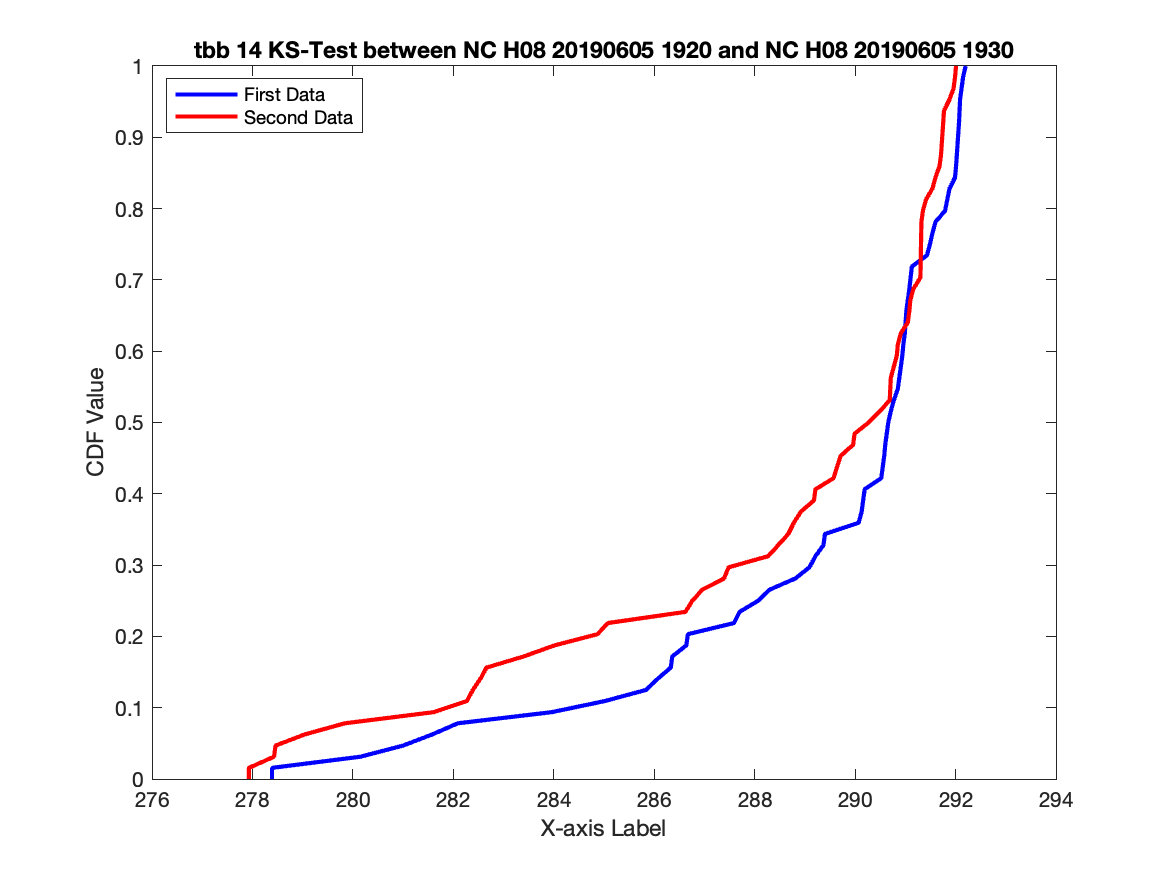 tbb 14 KS-Test between NC H08 20190605 1920 and NC H08 20190605 1930
First Data
Second Data
1
0.9
0.8
0.7
0.6
0.5
0.4
0.3
0.2
0.1
0
CDF Value
276 278 280 282 284 286 288 290 292 294
X-axis Label